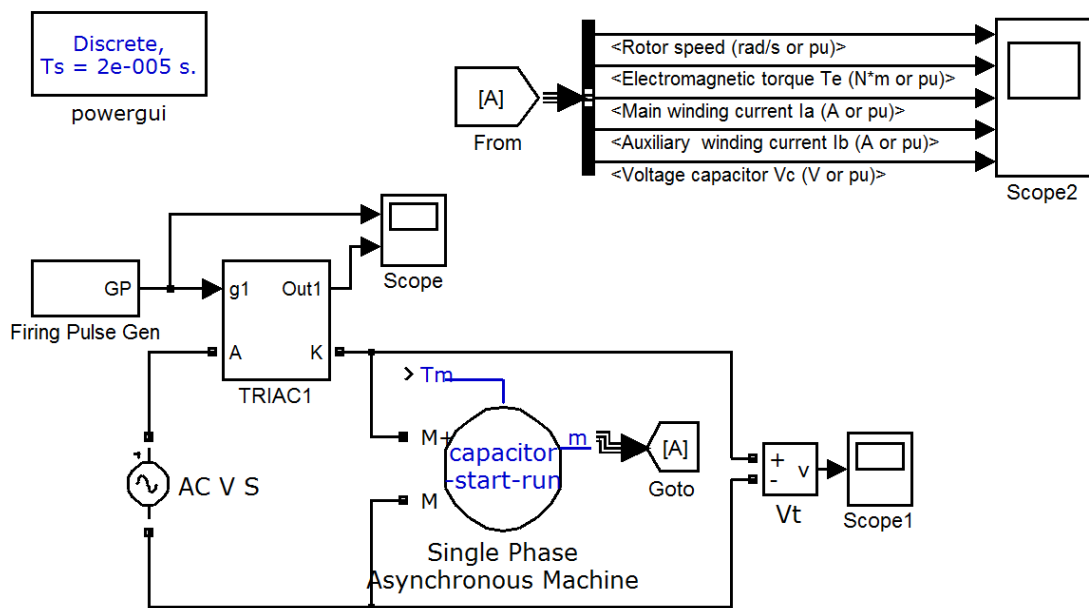 Discrete,
Ts = 2e-005 s.
powergui
[A]
From
<Rotor speed (rad/s or pu)>
<Electromagnetic torque Te (N*m or pu)>
<Main winding current Ia (A or pu)>
<Auxiliary  winding current Ib (A or pu)>
<Voltage capacitor Vc (V or pu)>
Scope2
Scope
GP
Firing Pulse Gen
g1
Out1
A
K
TRIAC1
Tm
M+
M
capacitor
-start-run
m
[A]
Goto
Single Phase
Asynchronous Machine
AC V S
+
-
v
Vt
Scope1